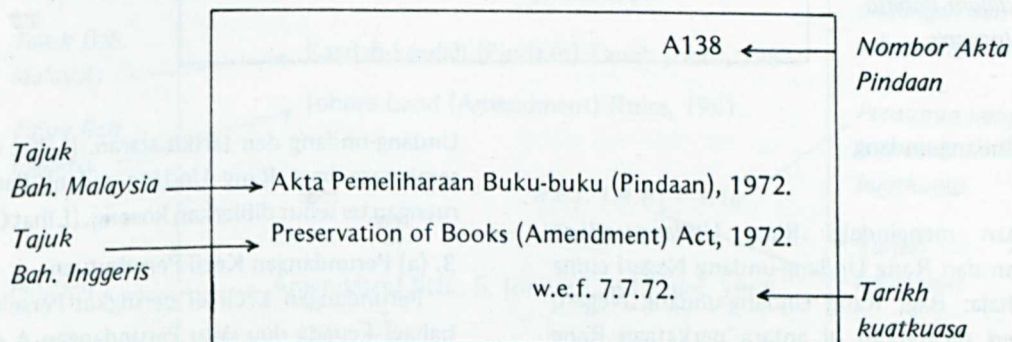 A138
Nombor Akta
Pindaan
Tajuk
Bah. Malaysia
Akta Pemeliharaan Buku-buku (Pindaan), 1972.
Tajuk
Bah. Inggeris
Preservation of Books (Amendment) Act, 1972.
w.e.f. 7.7.72.
Tarikh
kuatkuasa